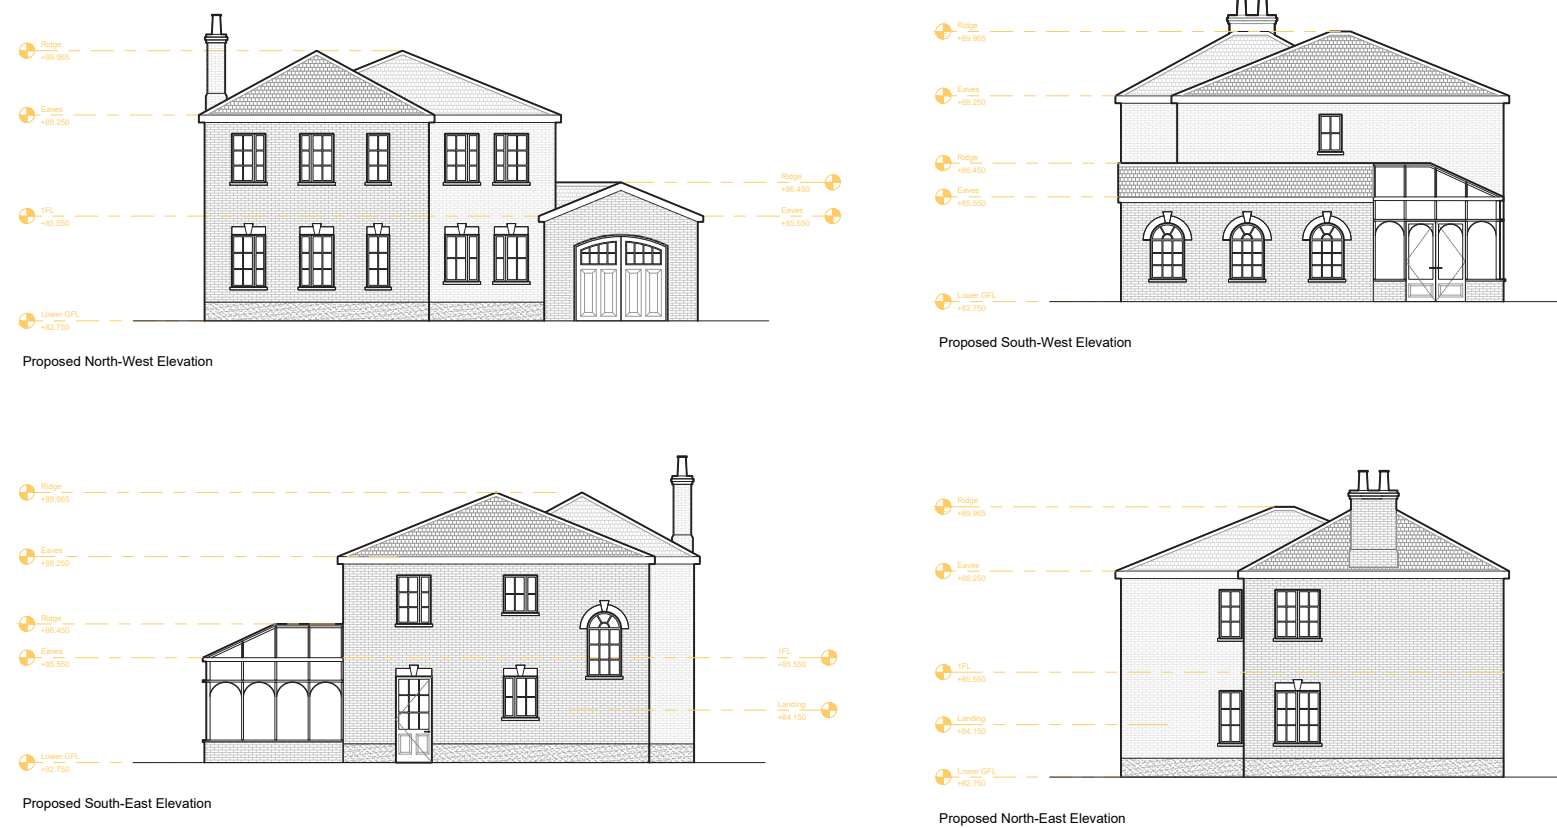 Ridge
+89.965
Eaves
+88.250
Ridge
+86.450
1FL
+85.550
Eaves
+85.550
Lower GFL
+82.750
Proposed North-West Elevation
Ridge
+89.965
Eaves
+88.250
Ridge
+86.450
Eaves
+85.550
Lower GFL
+82.750
Proposed South-West Elevation
Ridge
+89.965
Eaves
+88.250
Ridge
+86.450
Eaves
+85.550
1FL
+85.550
Landing
+84.150
Lower GFL
+82.750
Proposed South-East Elevation
Ridge
+89.965
Eaves
+88.250
1FL
+85.550
Landing
+84.150
Lower GFL
+82.750
Proposed North-East Elevation